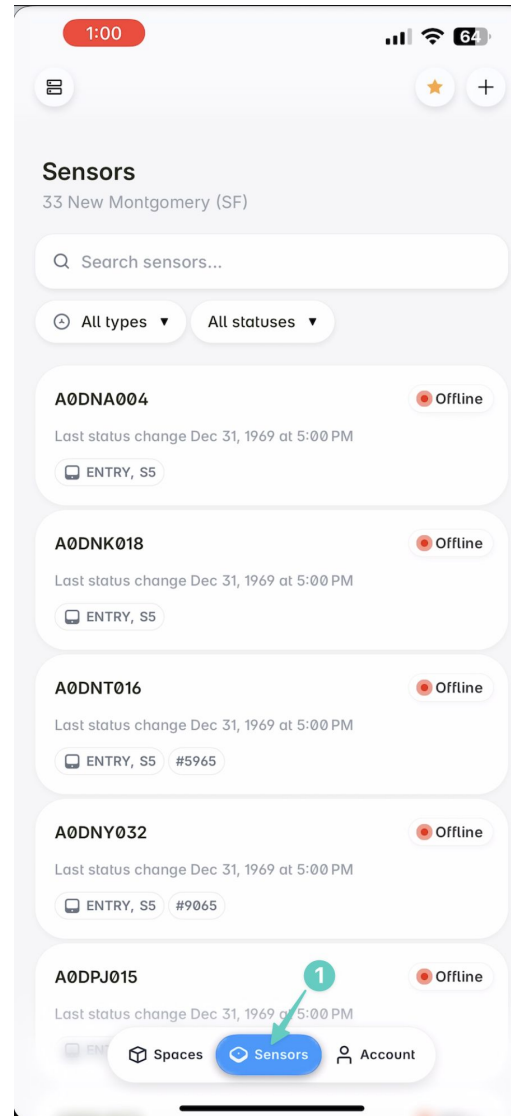 1:00
64
Sensors
33 New Montgomery (SF)
Search sensors...
All types ▼ All statuses ▼
A0DNA004 Offline
Last status change Dec 31, 1969 at 5:00 PM
ENTRY, S5
A0DNK018 Offline
Last status change Dec 31, 1969 at 5:00 PM
ENTRY, S5
A0DNT016 Offline
Last status change Dec 31, 1969 at 5:00 PM
ENTRY, S5 #5965
A0DNY032 Offline
Last status change Dec 31, 1969 at 5:00 PM
ENTRY, S5 #9065
A0DPJ015 Offline
1
Last status change Dec 31, 1969 at 5:00 PM
Spaces Sensors Account